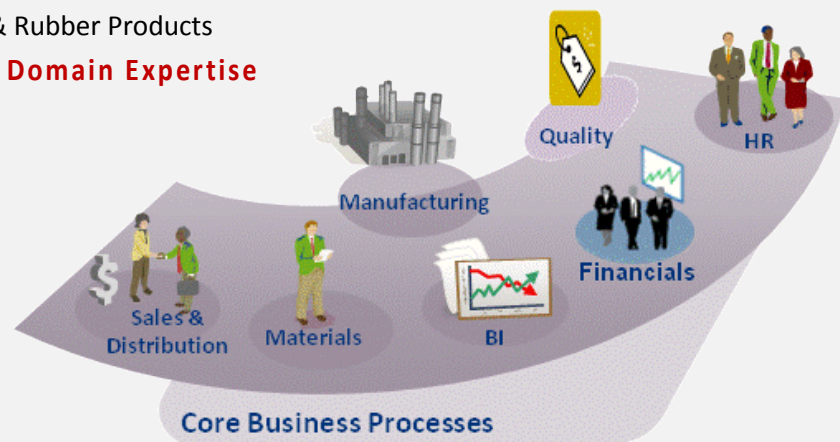 & Rubber Products
Domain Expertise
Quality
HR
Manufacturing
Financials
Sales &
Distribution
Materials
BI
Core Business Processes